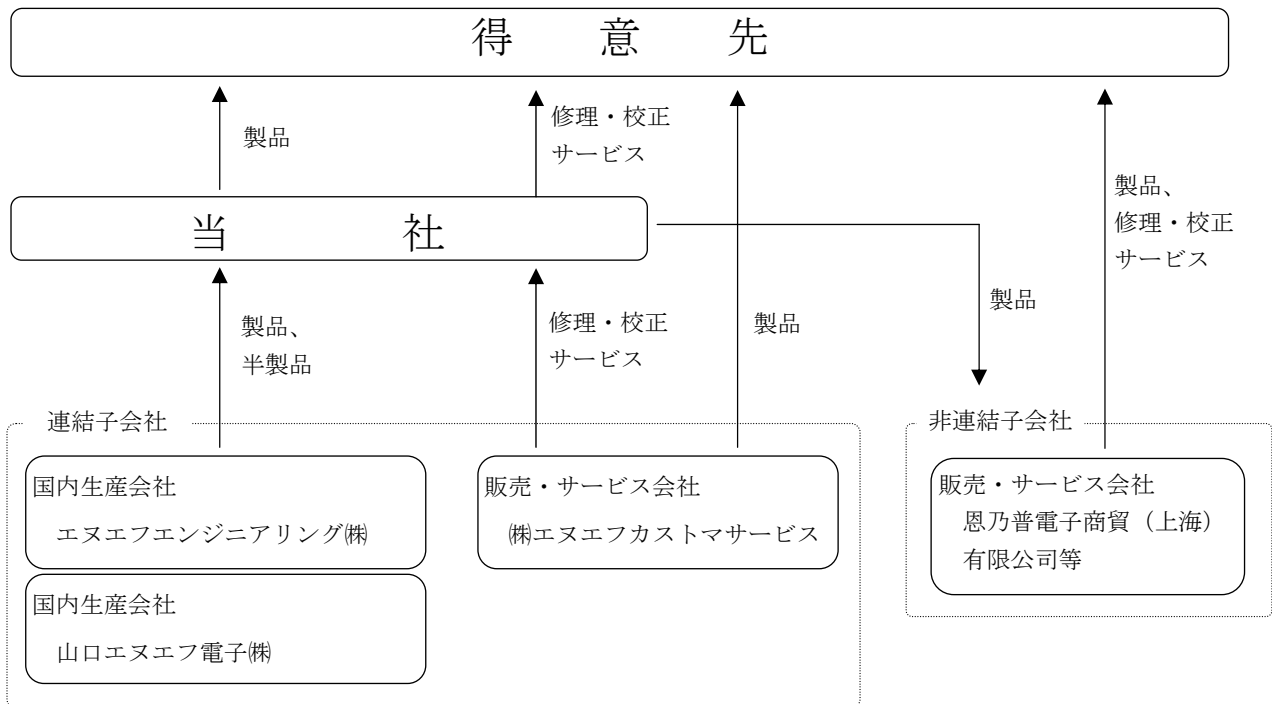 得意先
製品
修理・校正
サービス
製品、
修理・校正
サービス
当社
製品、
半製品
修理・校正
サービス
製品
製品
連結子会社
非連結子会社
国内生産会社
エヌエフエンジニアリング㈱
販売・サービス会社
㈱エヌエフカストマサービス
販売・サービス会社
恩乃普電子商貿（上海）
有限公司等
国内生産会社
山口エヌエフ電子㈱